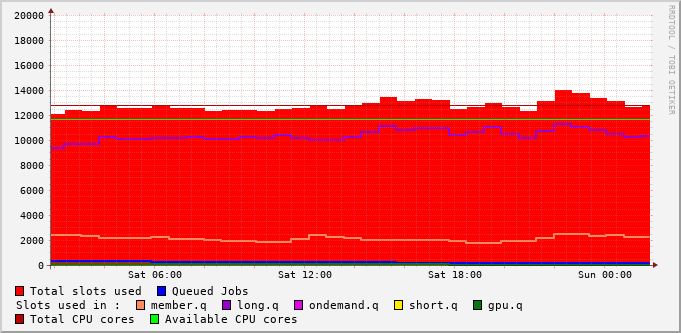 20000
18000
16000
14000
12000
10000
8000
6000
4000
2000
0
Sat 06:00 Sat 12:00 Sat 18:00 Sun 00:00
Total slots used Queued Jobs
Slots used in : member.q long.q ondemand.q short.q gpu.q
Total CPU cores Available CPU cores
RRDTOOL / TOBI OETIKER